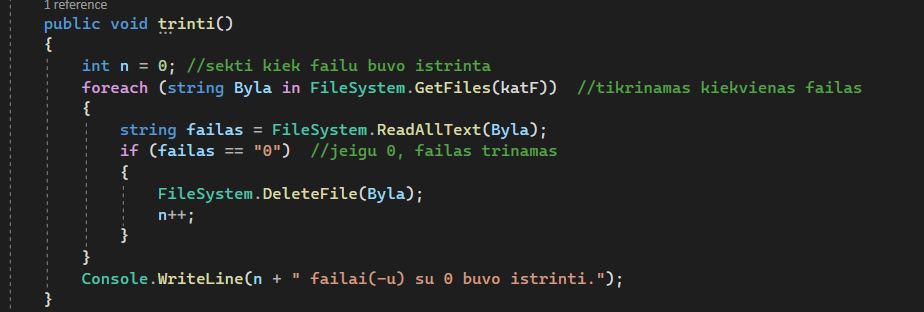 1 reference
public void trinti()
{
int n = 0; //sekti kiek failu buvo istrinta
foreach (string Byla in FileSystem.GetFiles(katF))  //tikrinamas kiekvienas failas
{
string failas = FileSystem.ReadAllText(Byla);
if (failas == "0")  //jeigu 0, failas trinamas
{
FileSystem.DeleteFile(Byla);
n++;
}
}
Console.WriteLine(n + " failai(-u) su 0 buvo istrinti.");
}